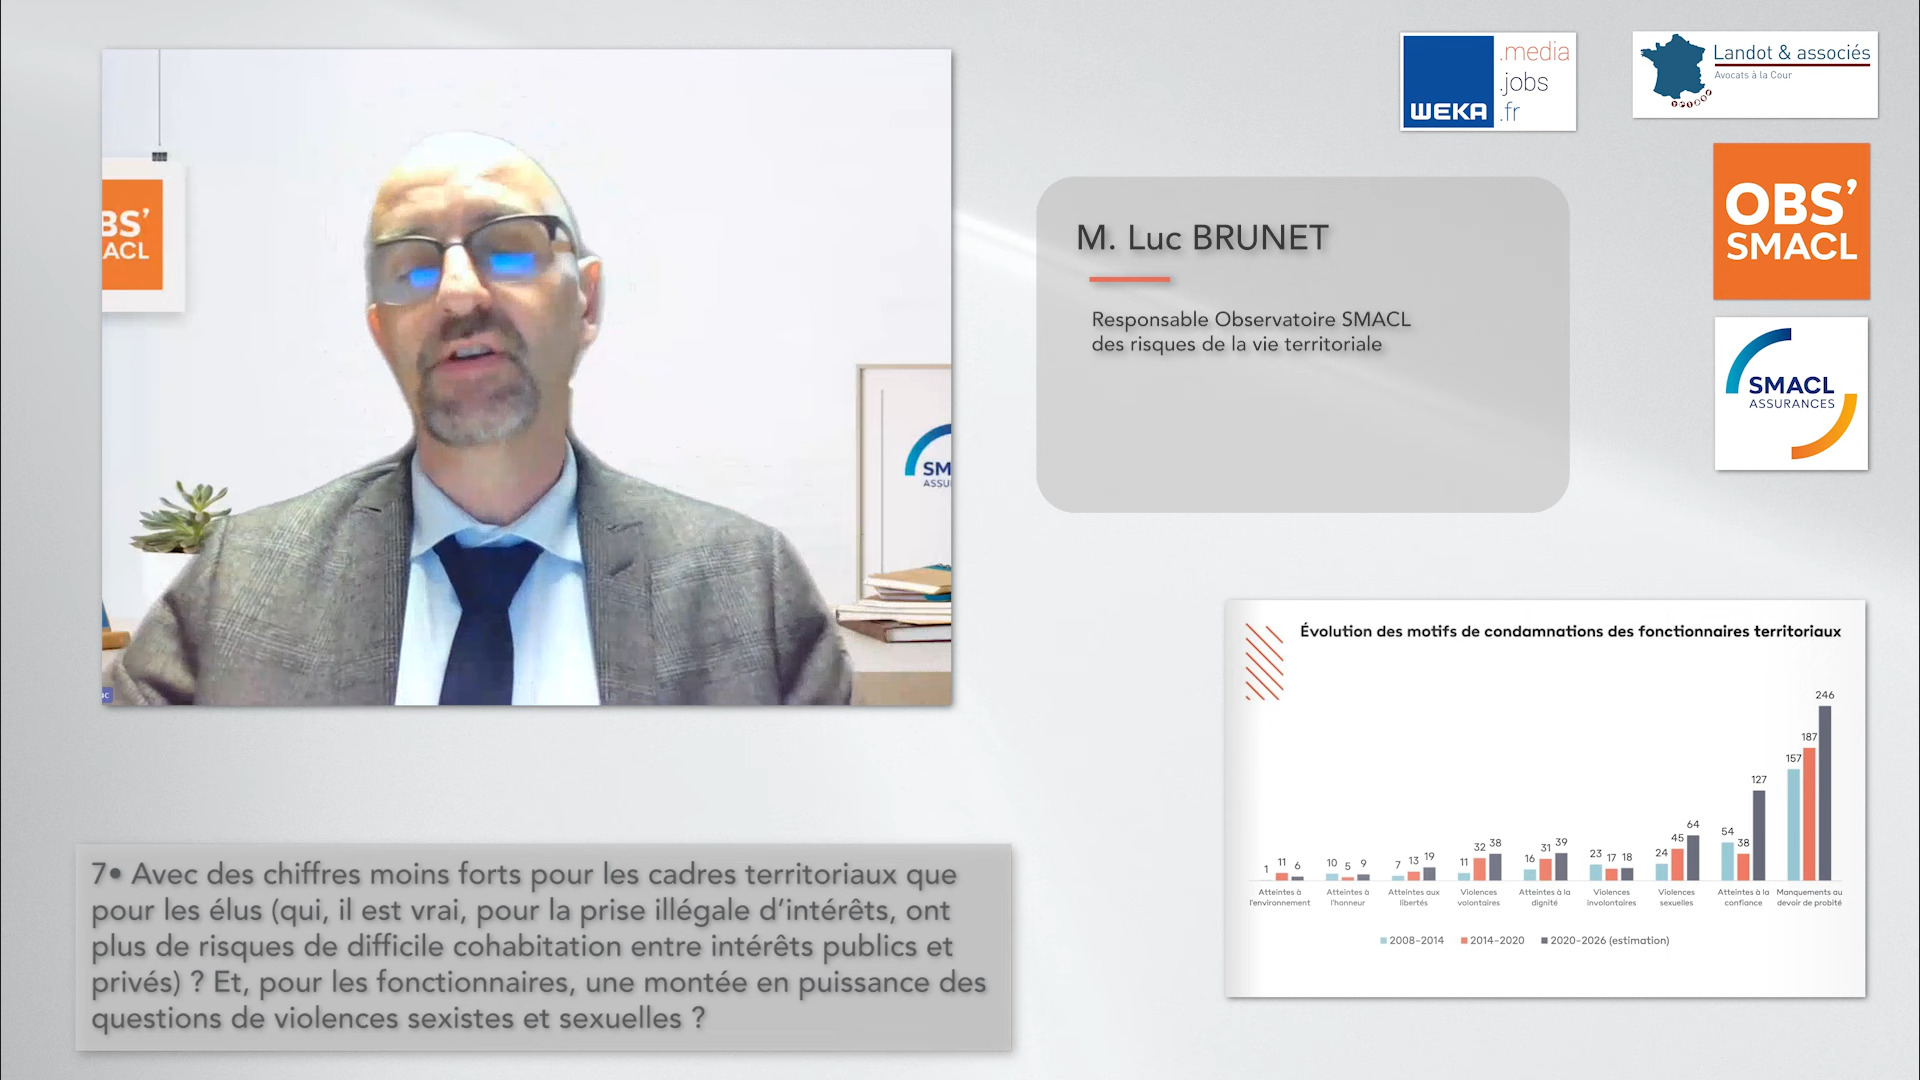 BS'
ACL
SM
ASSU
WEKA
.media
.jobs
.fr
Landot & associés
Avocats à la Cour
OBS'
SMACL
SMACL
ASSURANCES
M. Luc BRUNET
Responsable Observatoire SMACL
des risques de la vie territoriale
7• Avec des chiffres moins forts pour les cadres territoriaux que
pour les élus (qui, il est vrai, pour la prise illégale d'intérêts, ont
plus de risques de difficile cohabitation entre intérêts publics et
privés) ? Et, pour les fonctionnaires, une montée en puissance des
questions de violences sexistes et sexuelles ?
Évolution des motifs de condamnations des fonctionnaires territoriaux
1 11 6
10 5 9
7 13 19
11 32 38
16 31 39
23 17 18
24 45 64
54 38 127
157 187 246
Atteintes à
l'environnement
Atteintes à
l'honneur
Atteintes aux
libertés
Violences
volontaires
Atteintes à la
dignité
Violences
involontaires
Violences
sexuelles
Atteintes à la
confiance
Manquements au
devoir de probité
2008-2014 2014-2020 2020-2026 (estimation)